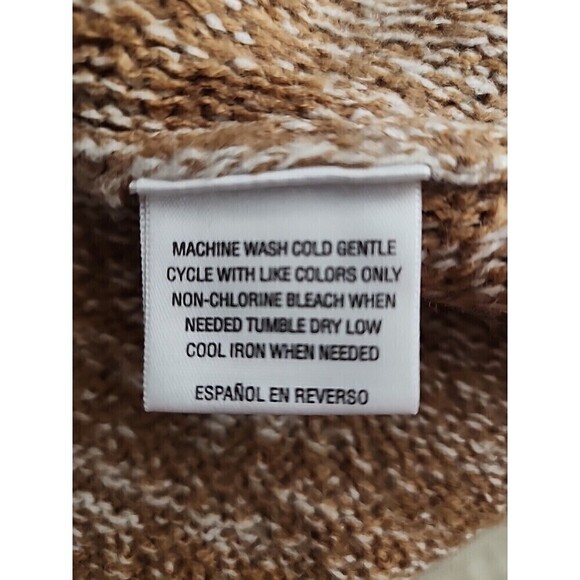 MACHINE WASH COLD GENTLE
CYCLE WITH LIKE COLORS ONLY
NON-CHLORINE BLEACH WHEN
NEEDED TUMBLE DRY LOW
COOL IRON WHEN NEEDED
ESPAÑOL EN REVERSO